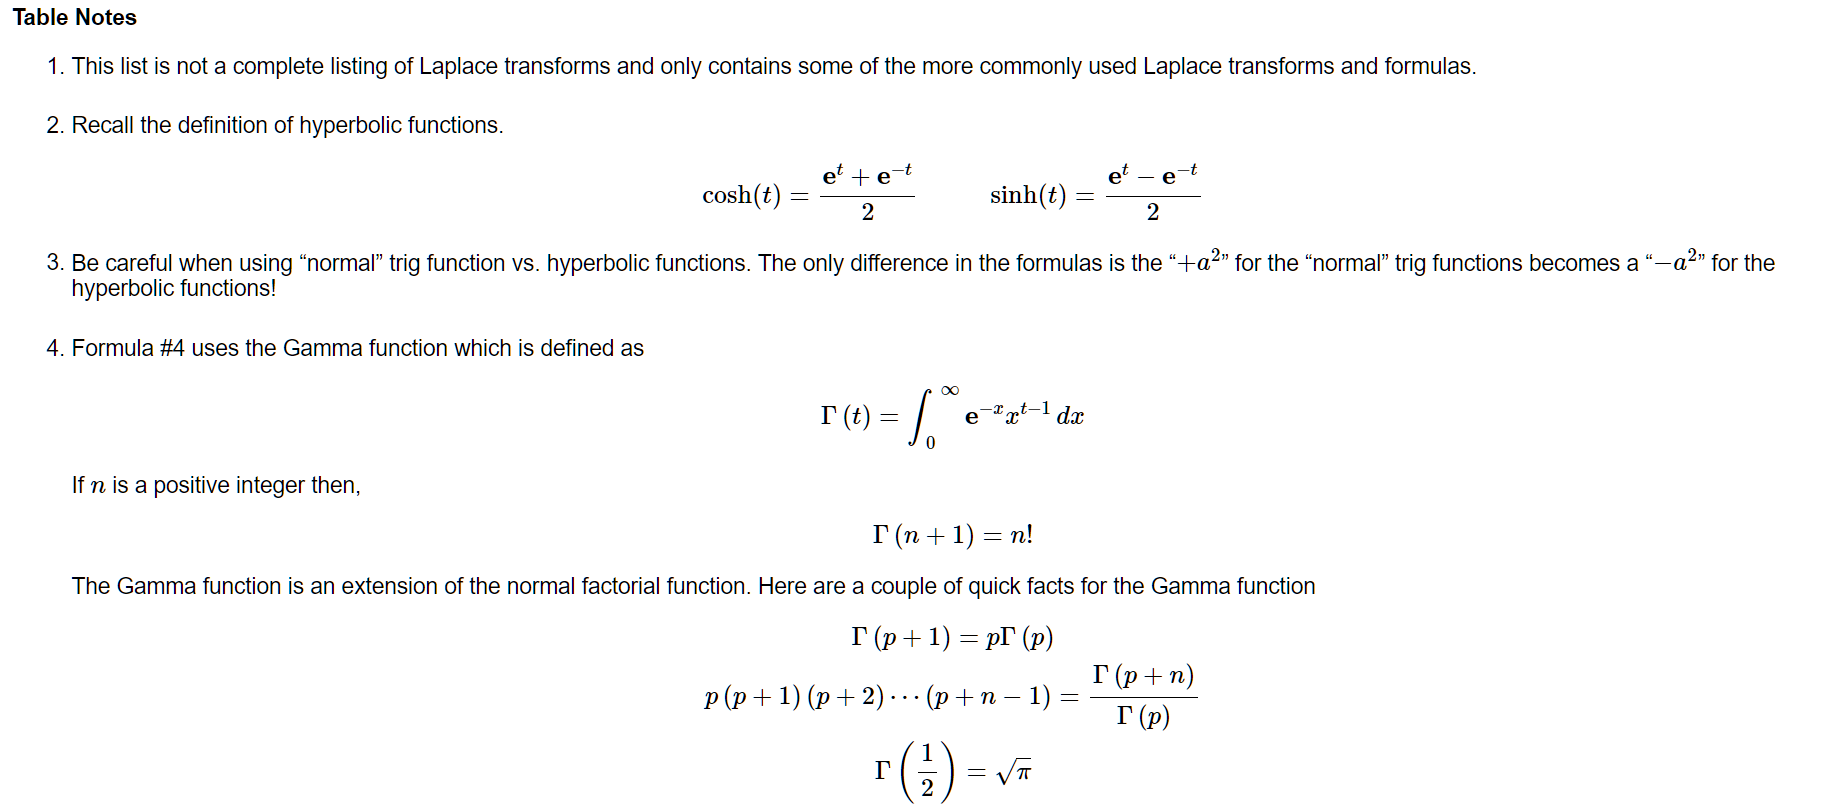 Table Notes
1. This list is not a complete listing of Laplace transforms and only contains some of the more commonly used Laplace transforms and formulas.
2. Recall the definition of hyperbolic functions.
cosh(t) = (e^t + e^−t)/2    sinh(t) = (e^t − e^−t)/2
3. Be careful when using “normal” trig function vs. hyperbolic functions. The only difference in the formulas is the “+a²” for the “normal” trig functions becomes a “−a²” for the
hyperbolic functions!
4. Formula #4 uses the Gamma function which is defined as
Γ (t) = ∫₀^∞ e^−x x^t−1 dx
If n is a positive integer then,
Γ (n + 1) = n!
The Gamma function is an extension of the normal factorial function. Here are a couple of quick facts for the Gamma function
Γ (p + 1) = pΓ (p)
p (p + 1) (p + 2) ⋯ (p + n − 1) = Γ (p + n)/Γ (p)
Γ (1/2) = √π